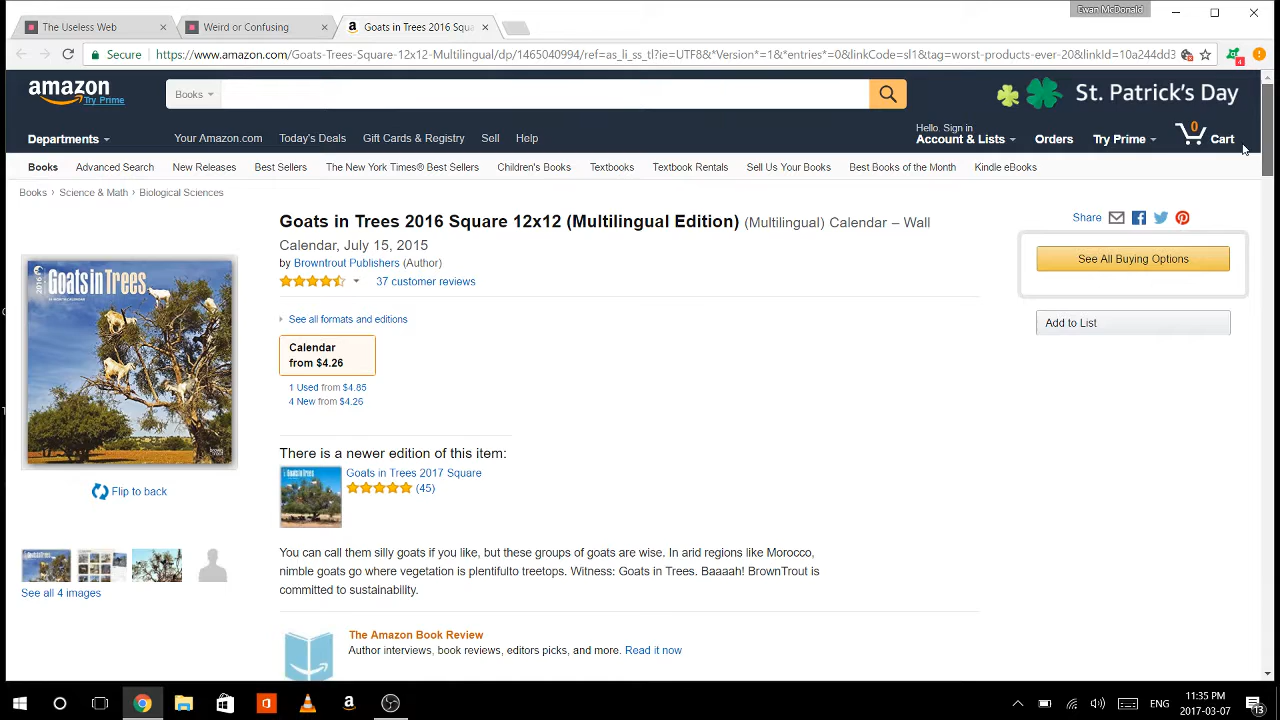 Ewan McDonald
The Useless Web
Weird or Confusing
Goats in Trees 2016 Squa
Secure
https://www.amazon.com/Goats-Trees-Square-12x12-Multilingual/dp/1465040994/ref=as_li_ss_tl?ie=UTF8&*Version*=1&*entries*=0&linkCode=sl1&tag=worst-products-ever-20&linkId=10a244dd3
4
amazon
Try Prime
Books
St. Patrick's Day
Departments
Your Amazon.com
Today's Deals
Gift Cards & Registry
Sell
Help
Hello. Sign in
Account & Lists
Orders
Try Prime
0
Cart
Books
Advanced Search
New Releases
Best Sellers
The New York Times® Best Sellers
Children's Books
Textbooks
Textbook Rentals
Sell Us Your Books
Best Books of the Month
Kindle eBooks
Books › Science & Math › Biological Sciences
Goats in Trees 2016 Square 12x12 (Multilingual Edition) (Multilingual) Calendar – Wall
Calendar, July 15, 2015
by Browntrout Publishers (Author)
37 customer reviews
Share
See All Buying Options
Add to List
2016
Goats in Trees
Flip to back
See all 4 images
See all formats and editions
Calendar
from $4.26
1 Used from $4.85
4 New from $4.26
There is a newer edition of this item:
Goats in Trees
Goats in Trees 2017 Square
(45)
You can call them silly goats if you like, but these groups of goats are wise. In arid regions like Morocco,
nimble goats go where vegetation is plentifulto treetops. Witness: Goats in Trees. Baaaah! BrownTrout is
committed to sustainability.
The Amazon Book Review
Author interviews, book reviews, editors picks, and more. Read it now
ENG
11:35 PM
2017-03-07
13